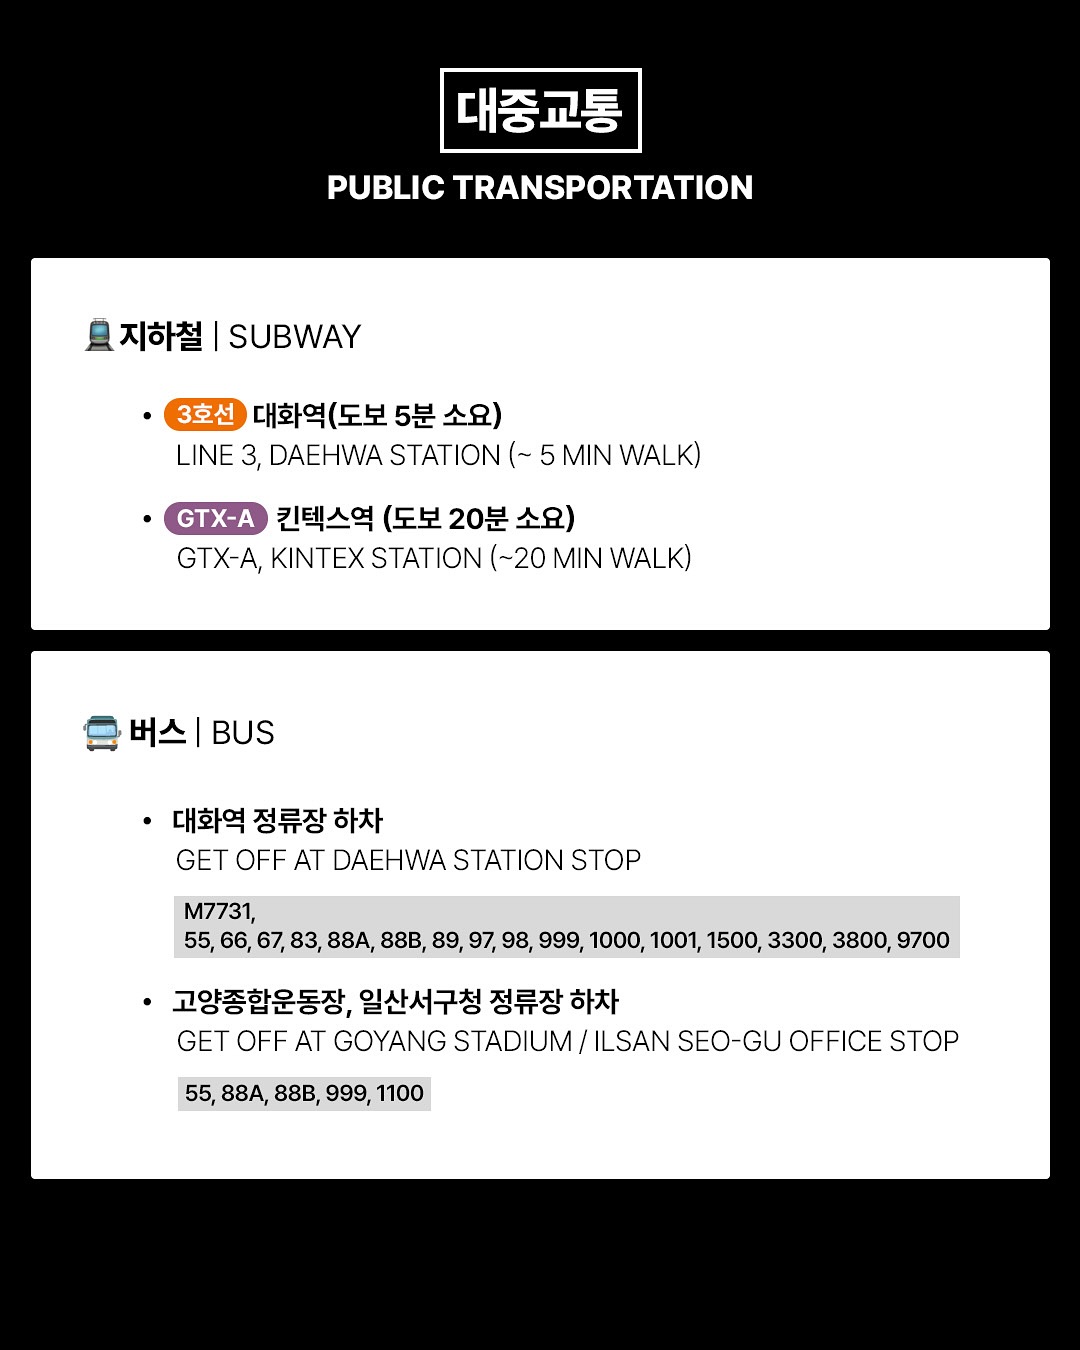 대중교통
PUBLIC TRANSPORTATION
지하철 | SUBWAY
• 3호선 대화역(도보 5분 소요)
LINE 3, DAEHWA STATION (~ 5 MIN WALK)
• GTX-A 킨텍스역 (도보 20분 소요)
GTX-A, KINTEX STATION (~20 MIN WALK)
버스 | BUS
• 대화역 정류장 하차
GET OFF AT DAEHWA STATION STOP
M7731,
55, 66, 67, 83, 88A, 88B, 89, 97, 98, 999, 1000, 1001, 1500, 3300, 3800, 9700
• 고양종합운동장, 일산서구청 정류장 하차
GET OFF AT GOYANG STADIUM / ILSAN SEO-GU OFFICE STOP
55, 88A, 88B, 999, 1100